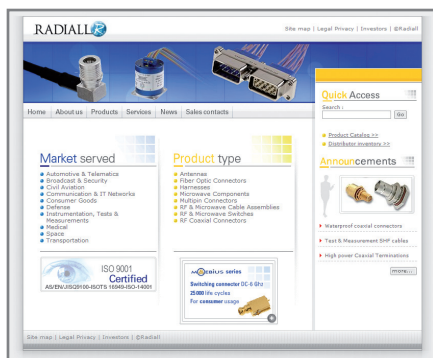 RADIALL R
Site map | Legal Privacy | Investors | ©Radiall
Home About us Products Services News Sales contacts
Quick Access
Search :
Go
Product Catalog >>
Distributor inventory >>
Announcements
Waterproof coaxial connectors
Test & Measurement SHF cables
High power Coaxial Terminations
more...
Market served
Automotive & Telematics
Broadcast & Security
Civil Aviation
Communication & IT Networks
Consumer Goods
Defense
Instrumentation, Tests &
Measurements
Medical
Space
Transportation
Product type
Antennas
Fiber Optic Connectors
Harnesses
Microwave Components
Multipin Connectors
RF & Microwave Cable Assemblies
RF & Microwave Switches
RF Coaxial Connectors
ISO 9001
Certified
AS/EN/JISQ9100-ISOTS 16949-ISO-14001
MOEBIUS series
Switching connector DC-6 Ghz
25000 life cycles
For consumer usage
Site map | Legal Privacy | Investors | ©Radiall